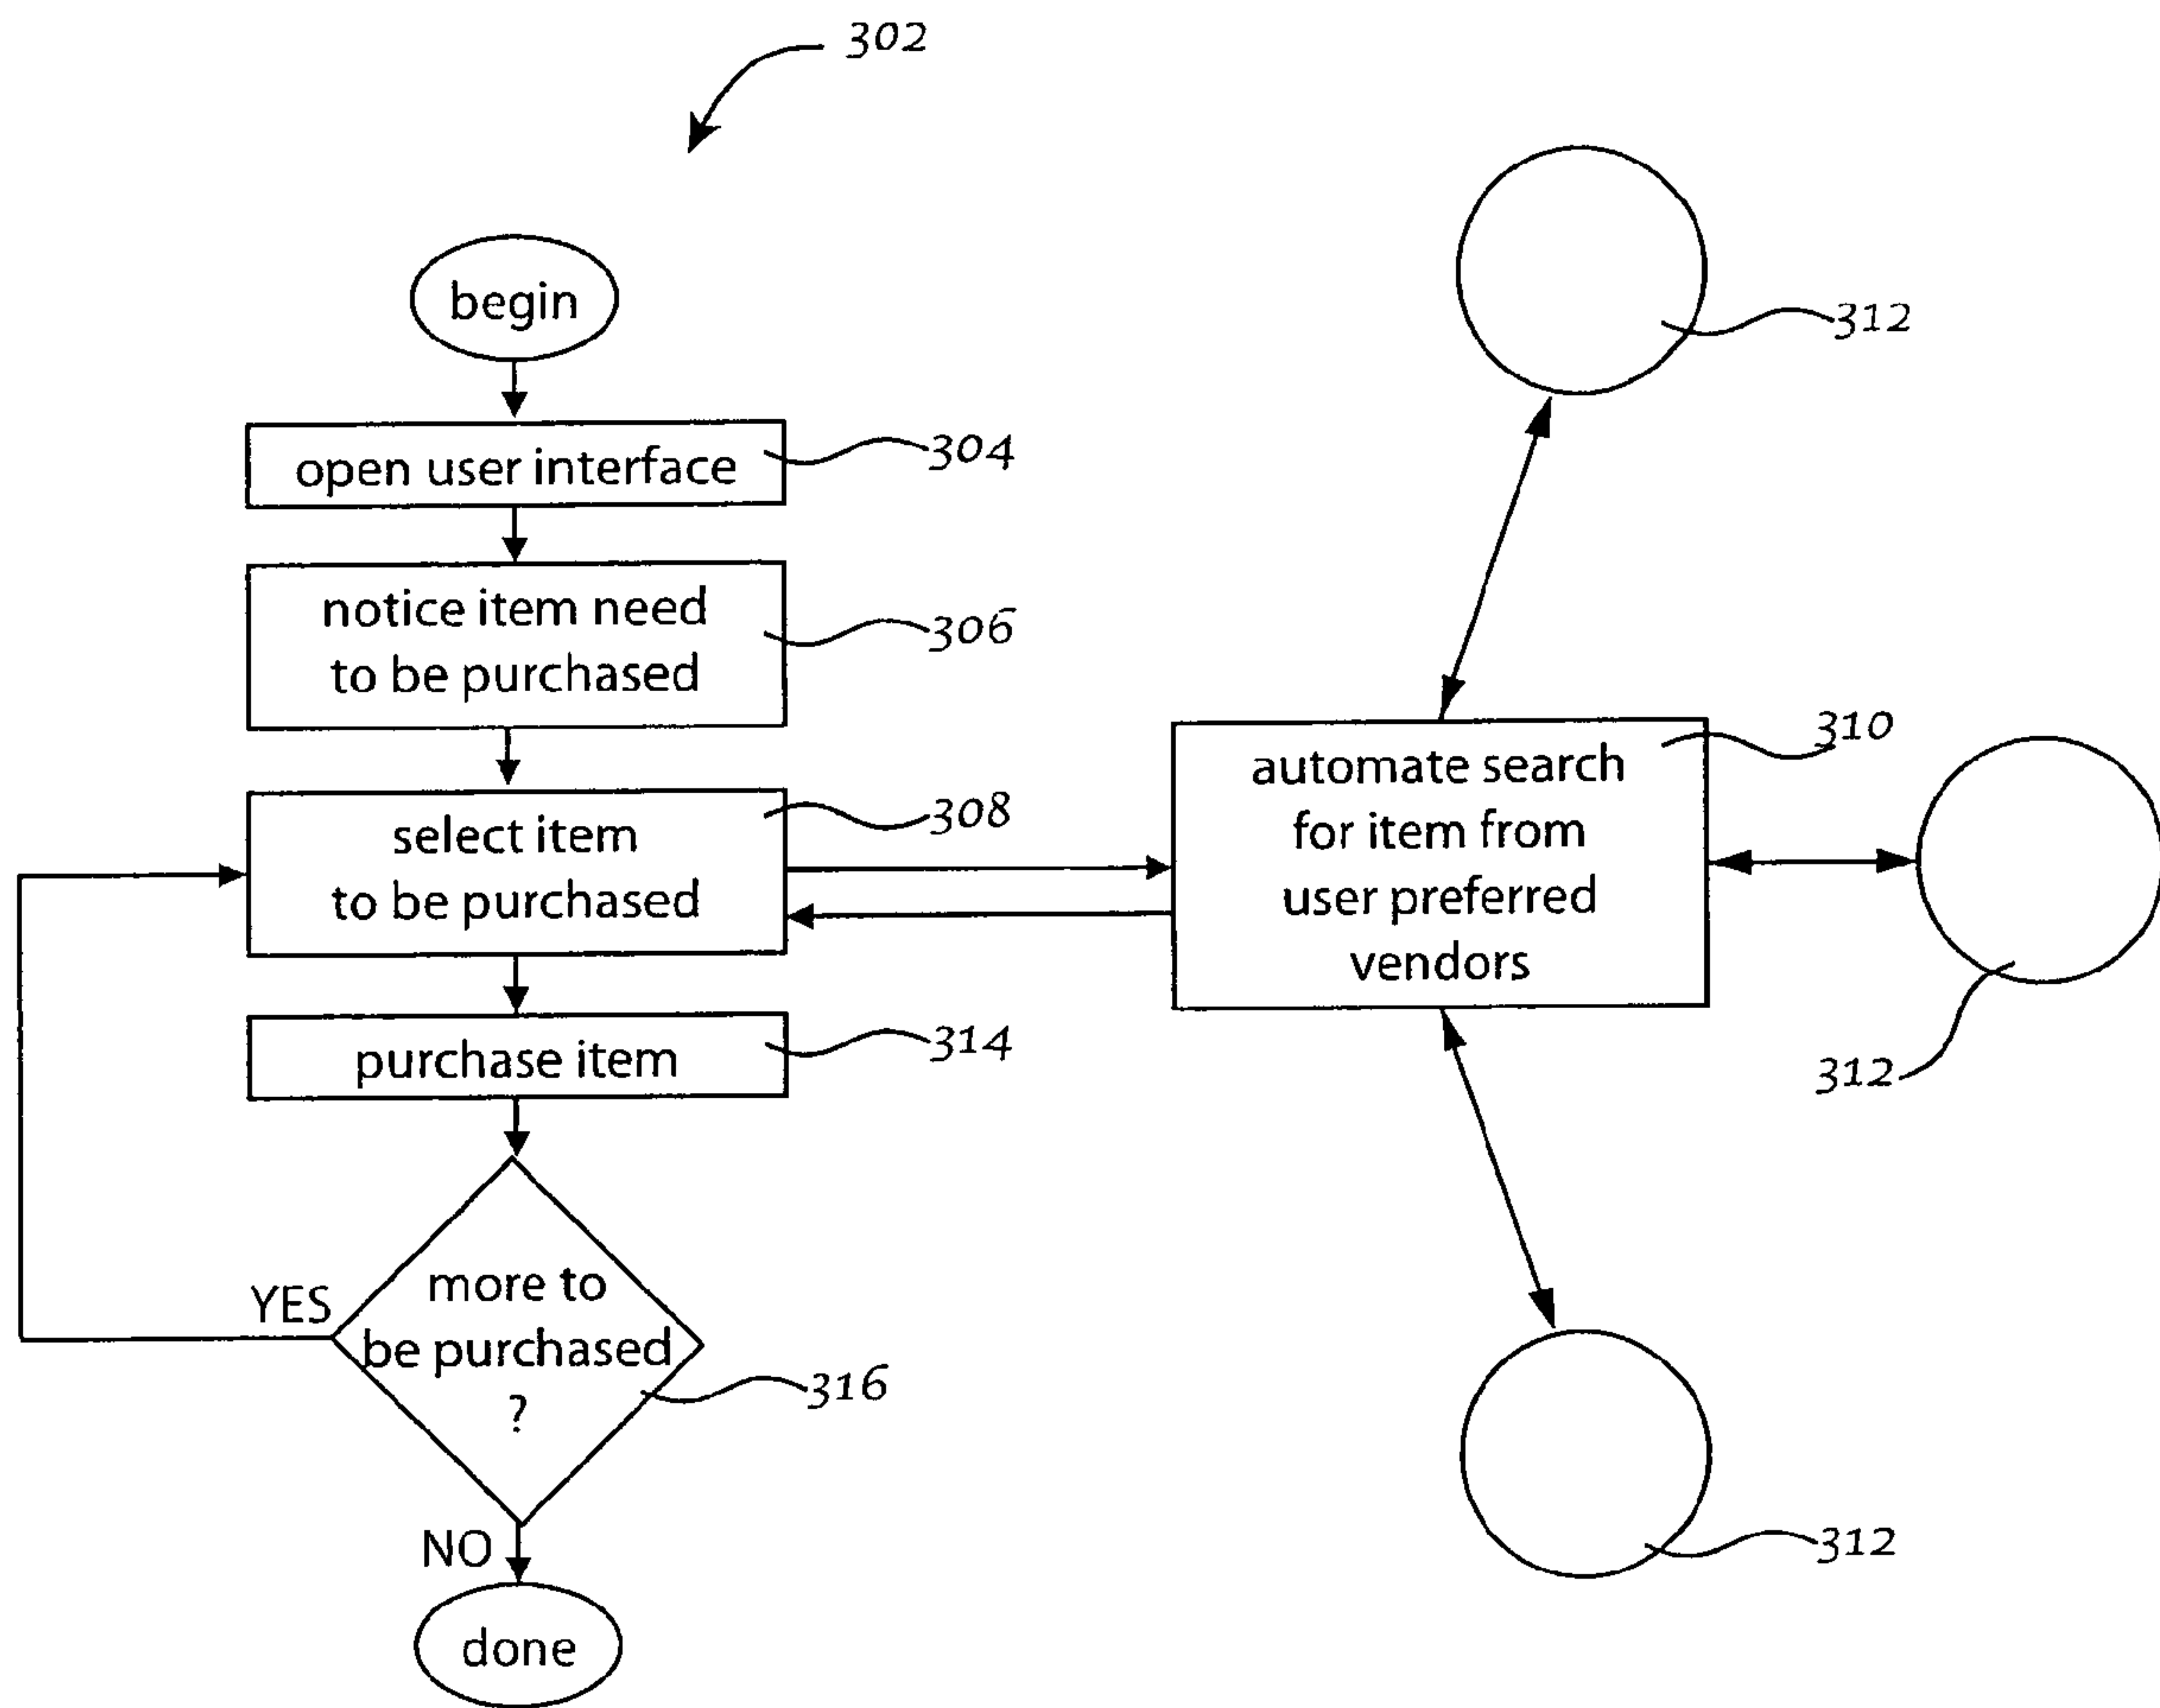 302
begin
open user interface
304
notice item need
to be purchased
306
select item
to be purchased
308
automate search
for item from
user preferred
vendors
310
312
312
312
purchase item
314
more to
be purchased
?
316
YES
NO
done